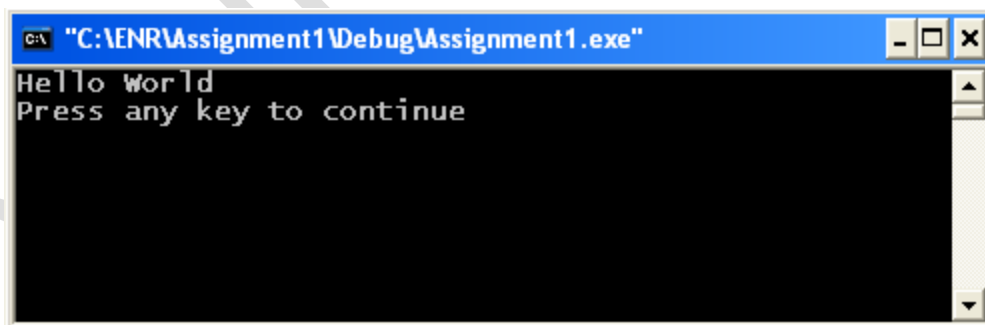 C:\ "C:\ENR\Assignment1\Debug\Assignment1.exe"
Hello World
Press any key to continue